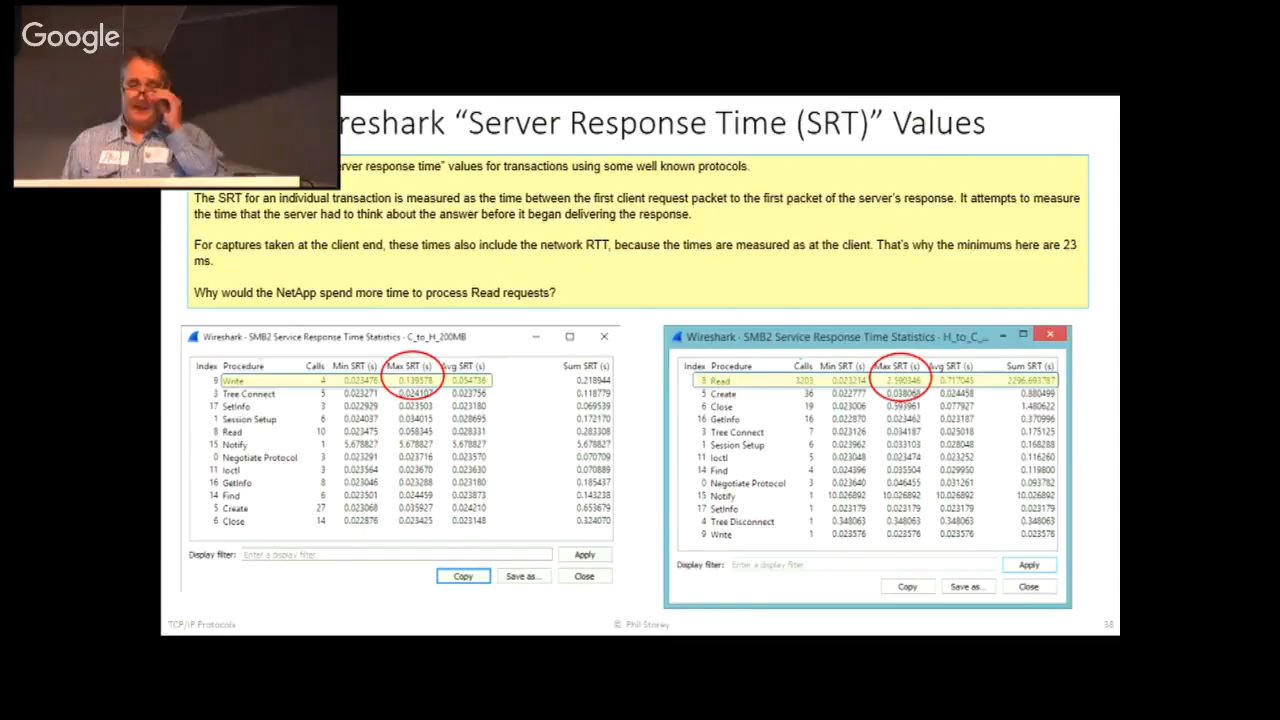 Google
reshark "Server Response Time (SRT)" Values
erver response time" values for transactions using some well known protocols.
The SRT for an individual transaction is measured as the time between the first client request packet to the first packet of the server's response. It attempts to measure
the time that the server had to think about the answer before it began delivering the response.
For captures taken at the client end, these times also include the network RTT, because the times are measured as at the client. That's why the minimums here are 23
ms.
Why would the NetApp spend more time to process Read requests?
Wireshark · SMB2 Service Response Time Statistics · C_to_H_200MB
Index Procedure Calls Min SRT (s) Max SRT (s) Avg SRT (s) Sum SRT (s)
9 Write 4 0.023476 0.139578 0.054736 0.218944
3 Tree Connect 5 0.023271 0.024107 0.023756 0.118779
17 SetInfo 3 0.022929 0.023503 0.023180 0.069539
1 Session Setup 6 0.024037 0.034015 0.028695 0.172170
8 Read 10 0.023475 0.058345 0.028331 0.283308
15 Notify 1 5.678827 5.678827 5.678827 5.678827
0 Negotiate Protocol 3 0.023291 0.023716 0.023570 0.070709
11 Ioctl 3 0.023564 0.023670 0.023630 0.070889
16 GetInfo 8 0.023046 0.023288 0.023180 0.185437
14 Find 6 0.023501 0.024459 0.023873 0.143238
5 Create 27 0.023068 0.035927 0.024210 0.653679
6 Close 14 0.022876 0.023425 0.023148 0.324070
Display filter: Enter a display filter Apply
Copy Save as... Close
Wireshark · SMB2 Service Response Time Statistics · H_to_C_...
Index Procedure Calls Min SRT (s) Max SRT (s) Avg SRT (s) Sum SRT (s)
8 Read 3203 0.023214 2.590346 0.717045 2296.693787
5 Create 36 0.022777 0.038068 0.024458 0.880499
6 Close 19 0.023006 0.593961 0.077927 1.480622
16 GetInfo 16 0.022870 0.023462 0.023187 0.370996
3 Tree Connect 7 0.023126 0.034187 0.025018 0.175125
1 Session Setup 6 0.023962 0.033103 0.028048 0.168288
11 Ioctl 5 0.023048 0.023474 0.023252 0.116260
14 Find 4 0.024396 0.035504 0.029950 0.119800
0 Negotiate Protocol 3 0.023640 0.046455 0.031261 0.093782
15 Notify 1 10.026892 10.026892 10.026892 10.026892
17 SetInfo 1 0.023179 0.023179 0.023179 0.023179
4 Tree Disconnect 1 0.348063 0.348063 0.348063 0.348063
9 Write 1 0.023576 0.023576 0.023576 0.023576
Display filter: Enter a display filter Apply
Copy Save as... Close
TCP/IP Protocols © Phil Storey 38